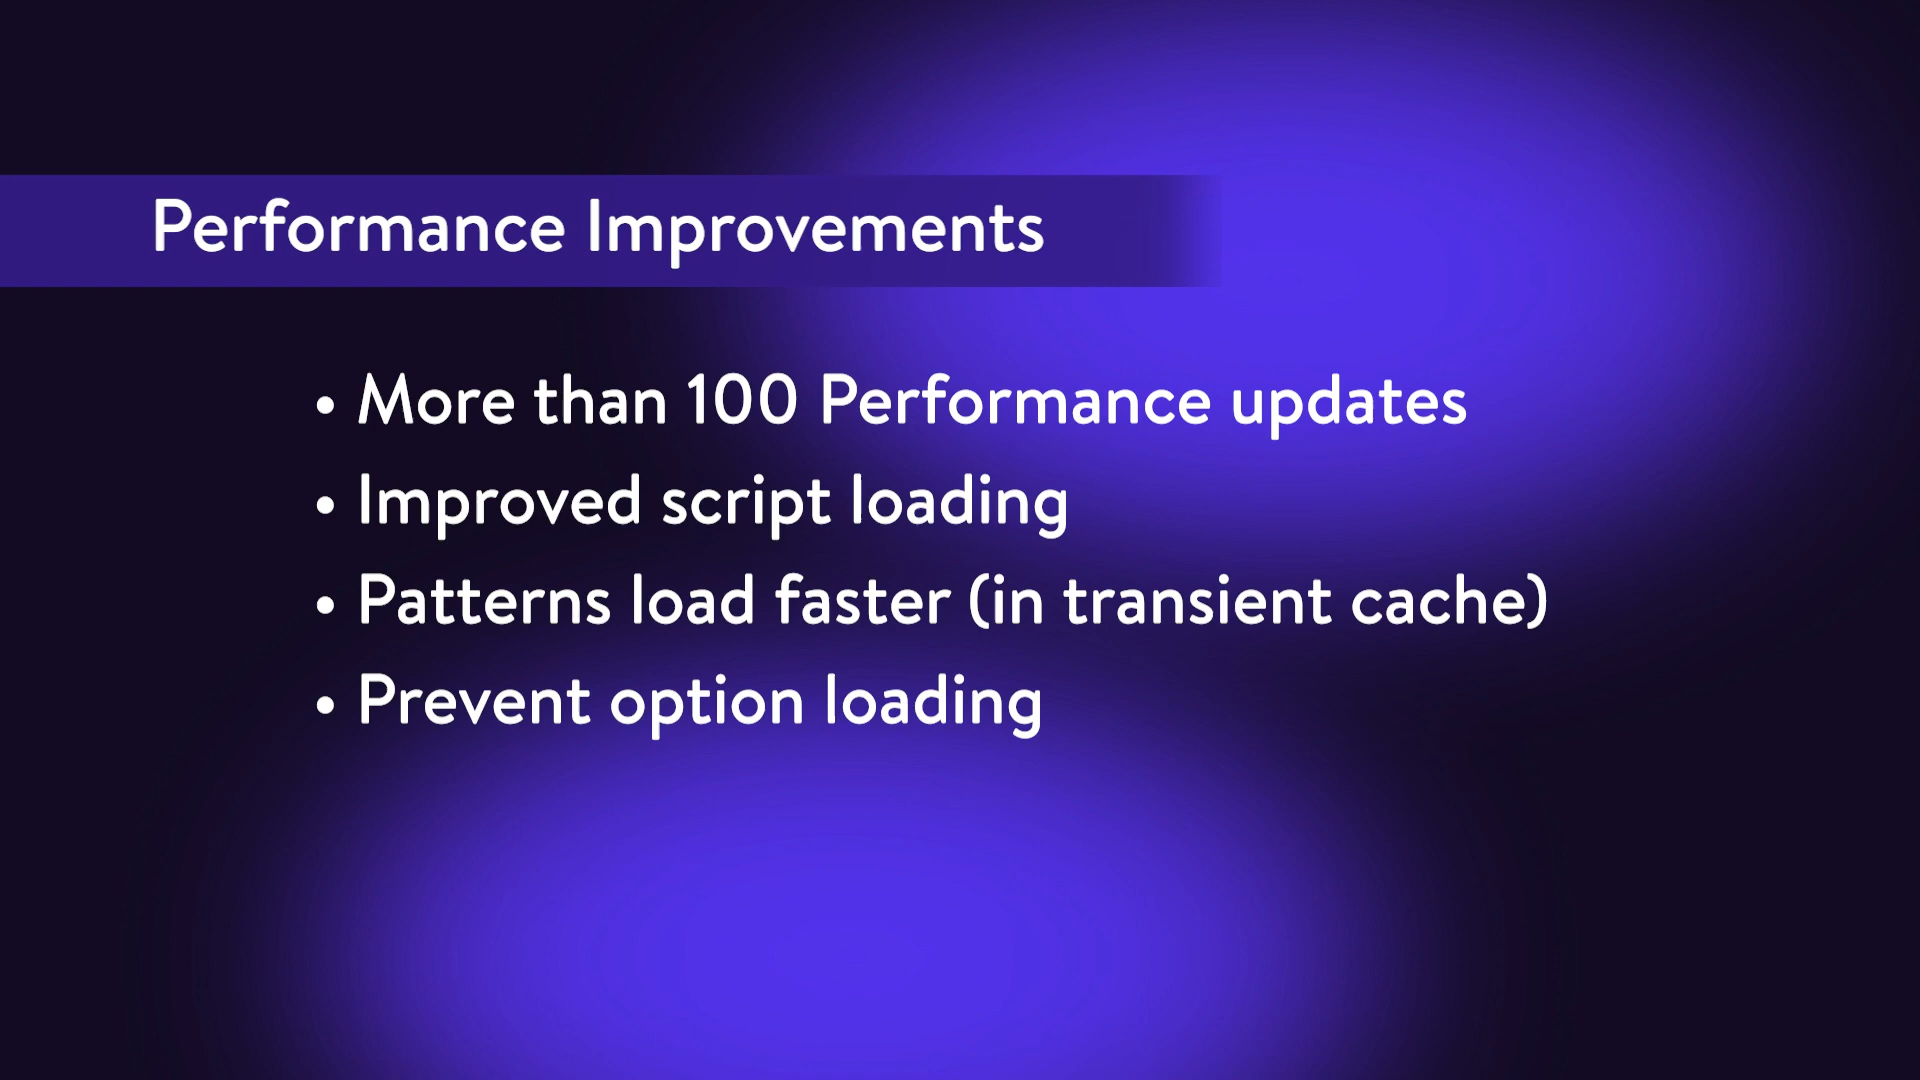 Performance Improvements
• More than 100 Performance updates
• Improved script loading
• Patterns load faster (in transient cache)
• Prevent option loading